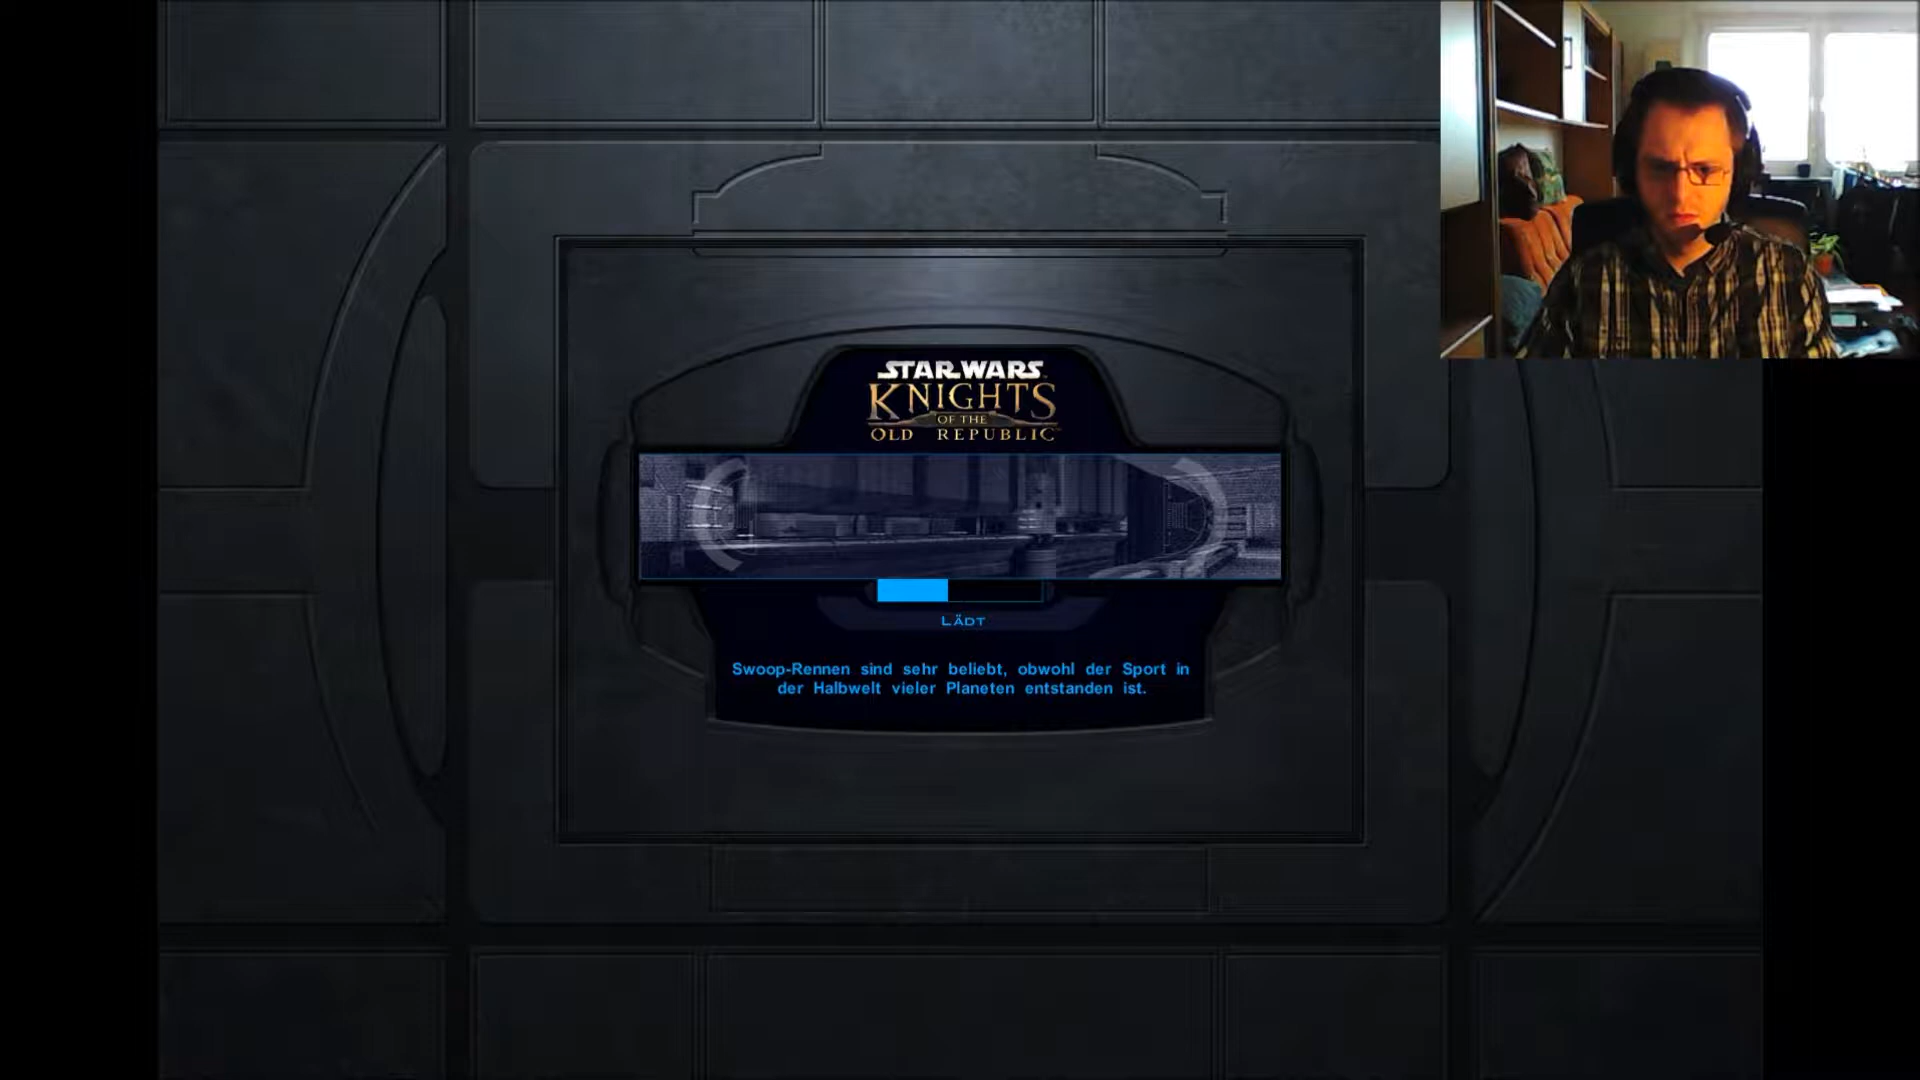 STAR WARS
KNIGHTS
OF THE
OLD REPUBLIC
LÄDT
Swoop-Rennen sind sehr beliebt, obwohl der Sport in
der Halbwelt vieler Planeten entstanden ist.